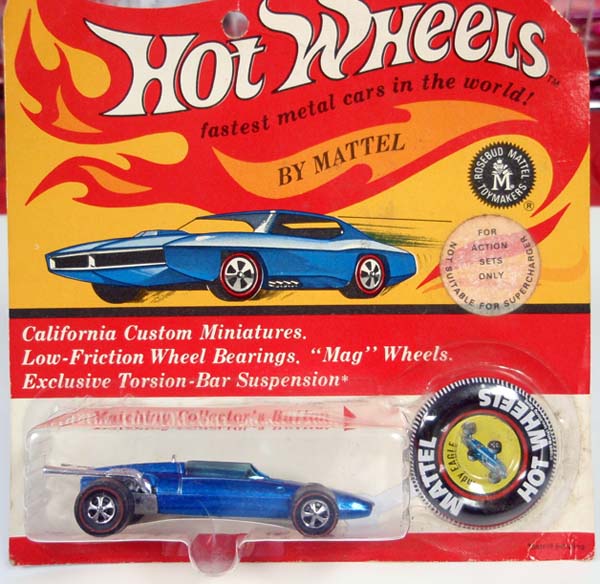 Hot Wheels™
fastest metal cars in the world!
BY MATTEL
ROSEBUD MATTEL
TOYMAKERS
M
®
FOR
ACTION
SETS
ONLY
NOT SUITABLE FOR SUPERCHARGER
California Custom Miniatures.
Low-Friction Wheel Bearings. “Mag” Wheels.
Exclusive Torsion-Bar Suspension*
Matching Collector's Button
HOT WHEELS
MATTEL
ndy EAGLE